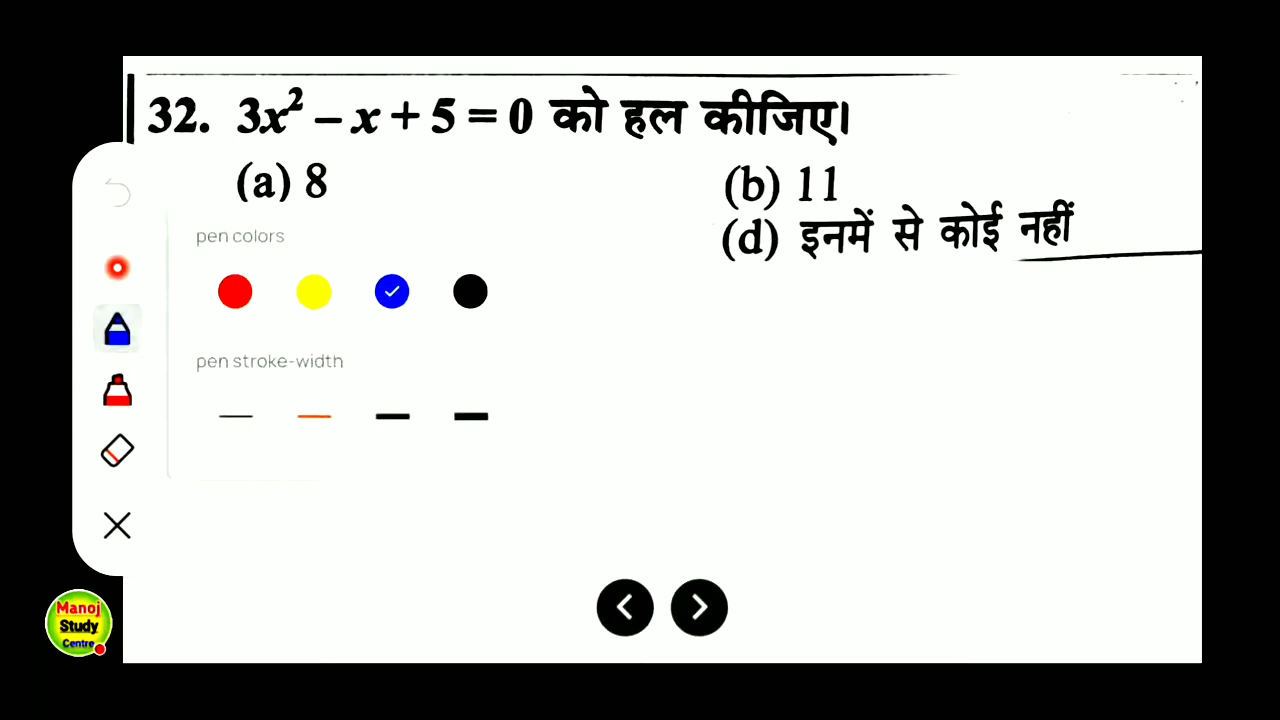 32. 3x² – x + 5 = 0 को हल कीजिए।
(a) 8
(b) 11
(d) इनमें से कोई नहीं
pen colors
pen stroke-width
Manoj
Study
Centre